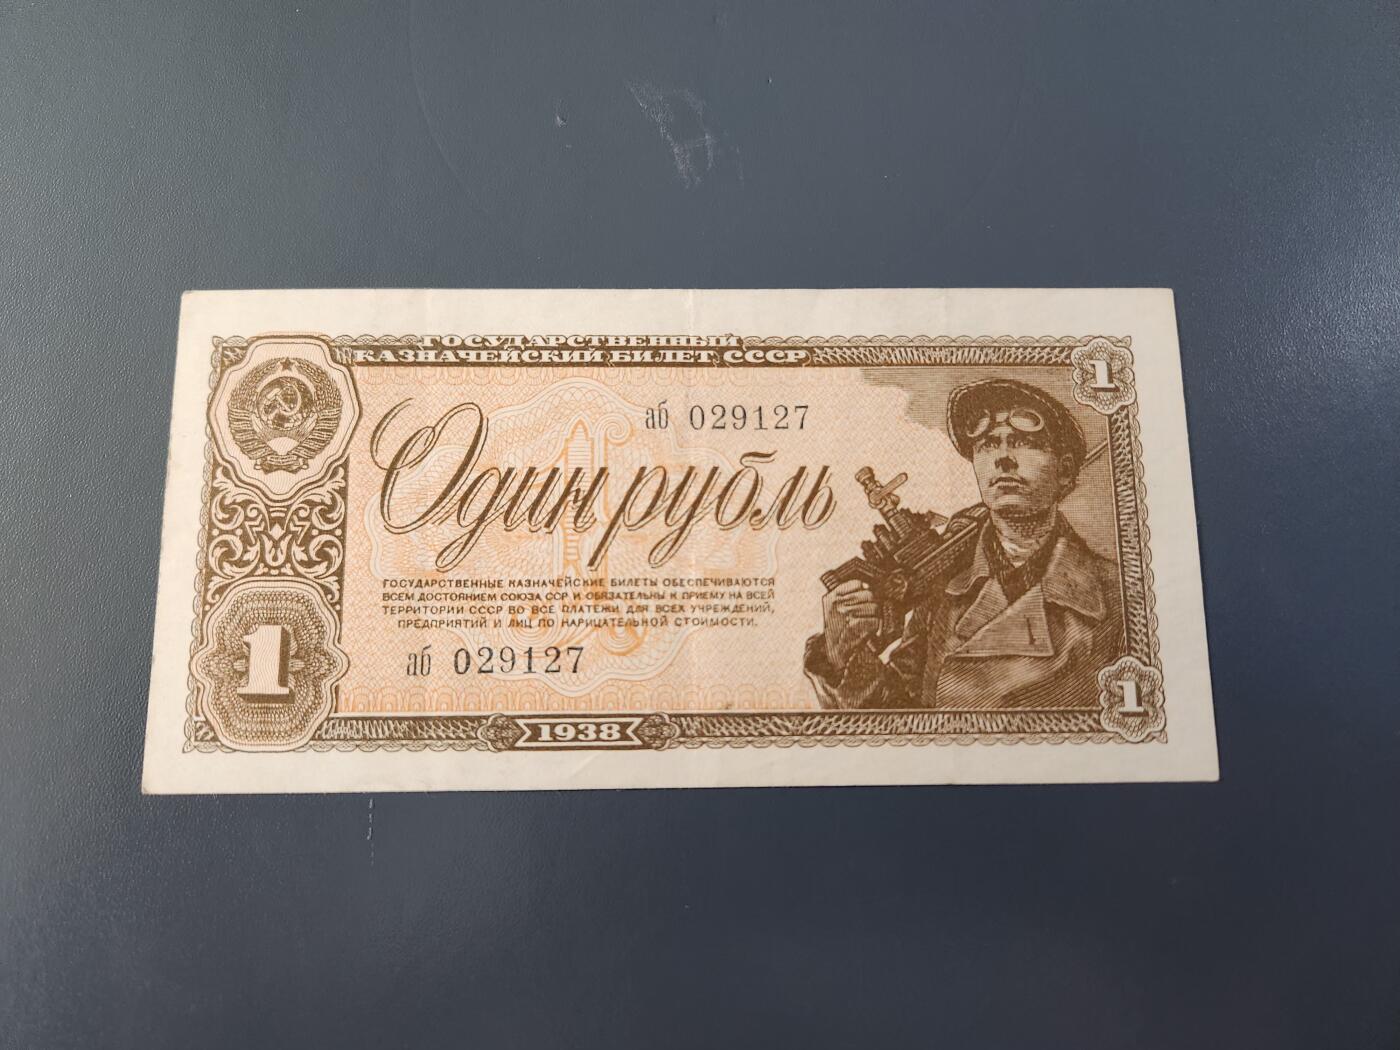 ГОСУДАРСТВЕННЫЙ
КАЗНАЧЕЙСКИЙ БИЛЕТ СССР
1
аб 029127
Один рубль
ГОСУДАРСТВЕННЫЕ КАЗНАЧЕЙСКИЕ БИЛЕТЫ ОБЕСПЕЧИВАЮТСЯ
ВСЕМ ДОСТОЯНИЕМ СОЮЗА ССР И ОБЯЗАТЕЛЬНЫ К ПРИЕМУ НА ВСЕЙ
ТЕРРИТОРИИ СССР ВО ВСЕ ПЛАТЕЖИ ДЛЯ ВСЕХ УЧРЕЖДЕНИЙ,
ПРЕДПРИЯТИЙ И ЛИЦ ПО НАРИЦАТЕЛЬНОЙ СТОИМОСТИ.
аб 029127
1
1
1938